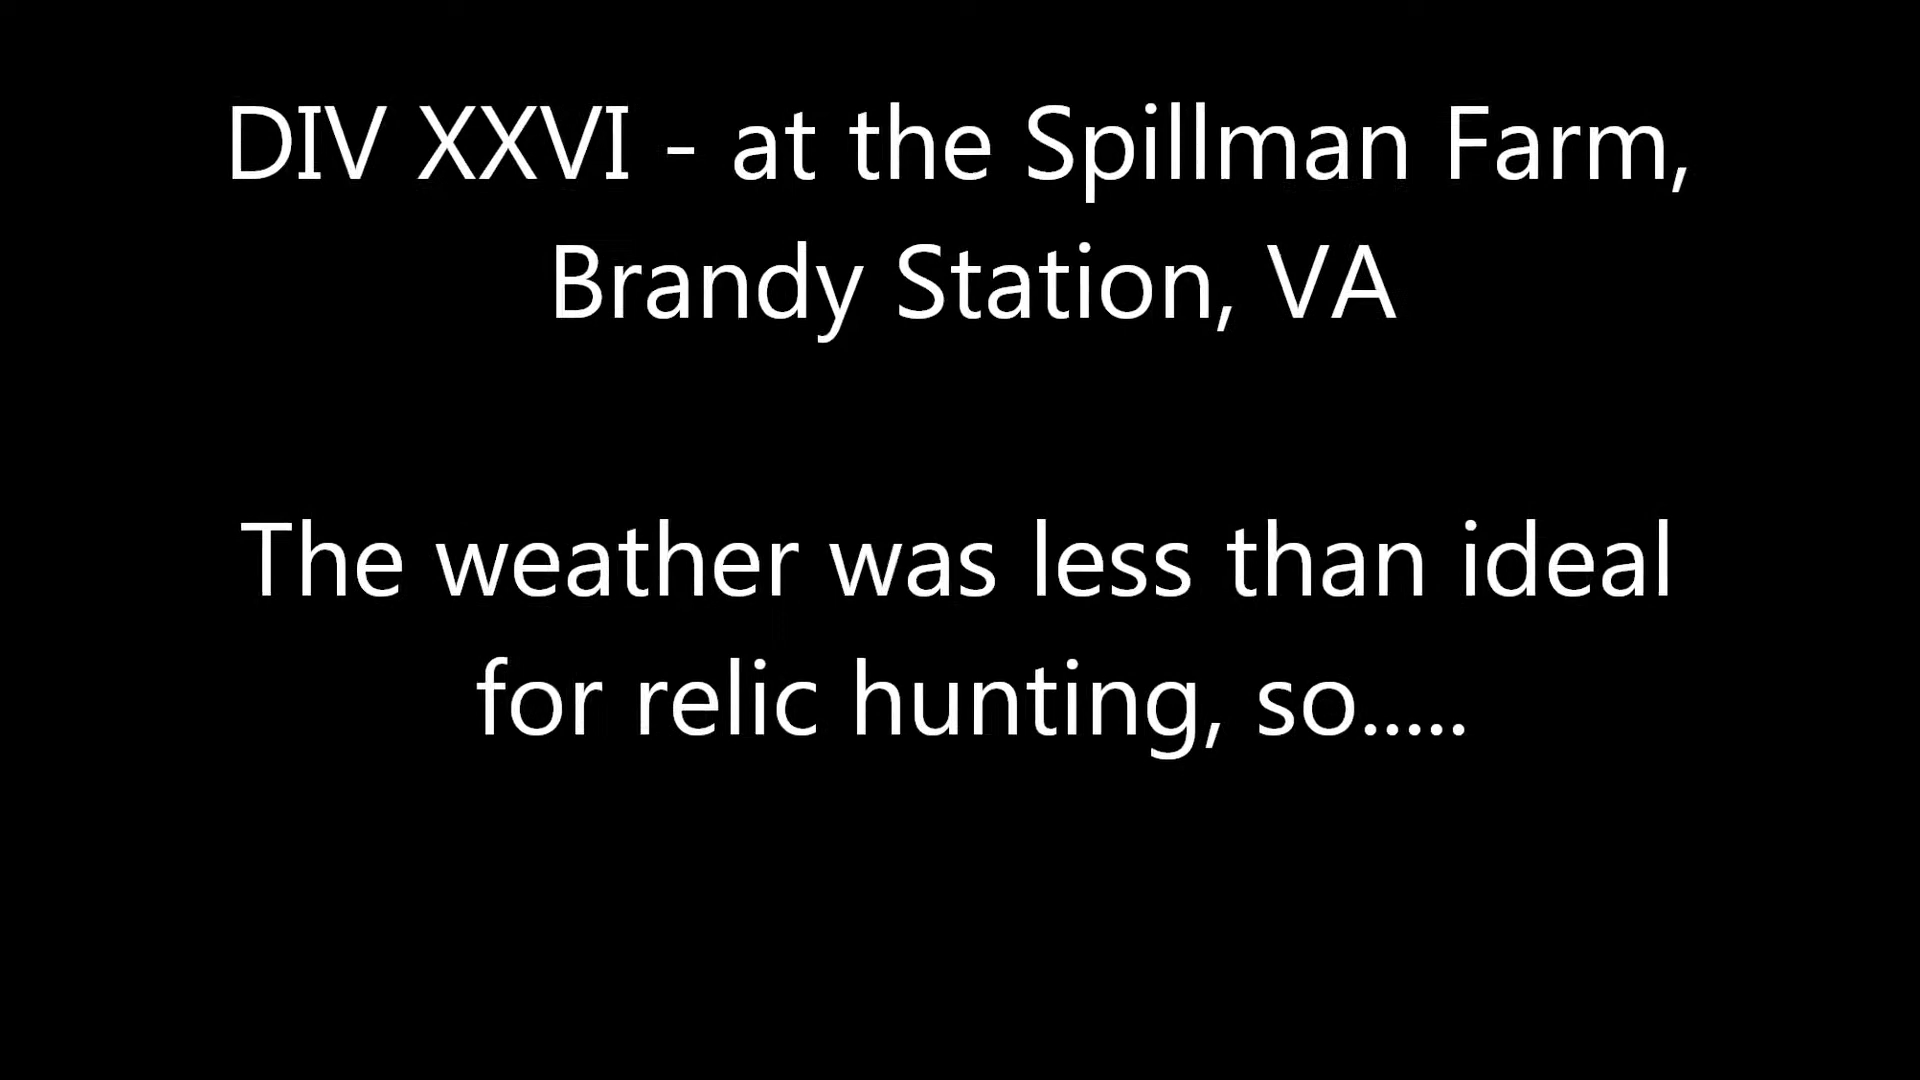 DIV XXVI - at the Spillman Farm,
Brandy Station, VA
The weather was less than ideal
for relic hunting, so.....